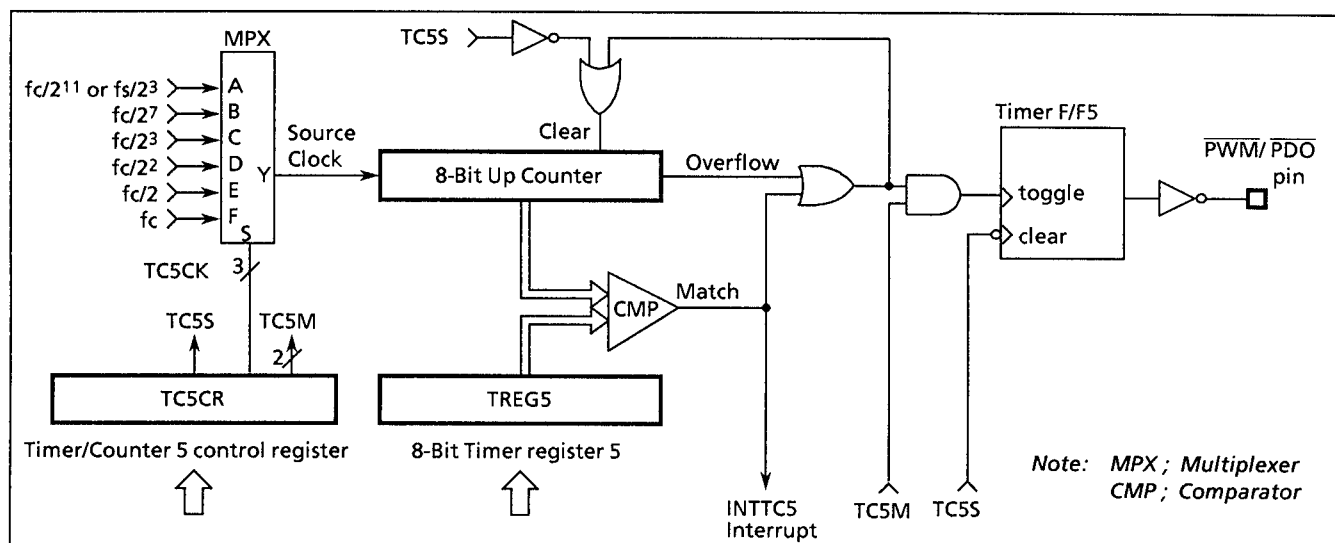 MPX
TC5S
fc/2¹¹ or fs/2³
A
fc/2⁷
B
fc/2³
C
fc/2²
D
fc/2
E
fc
F
Y
S
Source
Clock
Clear
8-Bit Up Counter
Overflow
Timer F/F5
toggle
clear
P̅W̅M̅/ P̅D̅O̅
pin
TC5CK
3
CMP
Match
TC5S
TC5M
2
TC5CR
TREG5
Timer/Counter 5 control register
8-Bit Timer register 5
INTTC5
Interrupt
TC5M
TC5S
Note: MPX ; Multiplexer
CMP ; Comparator